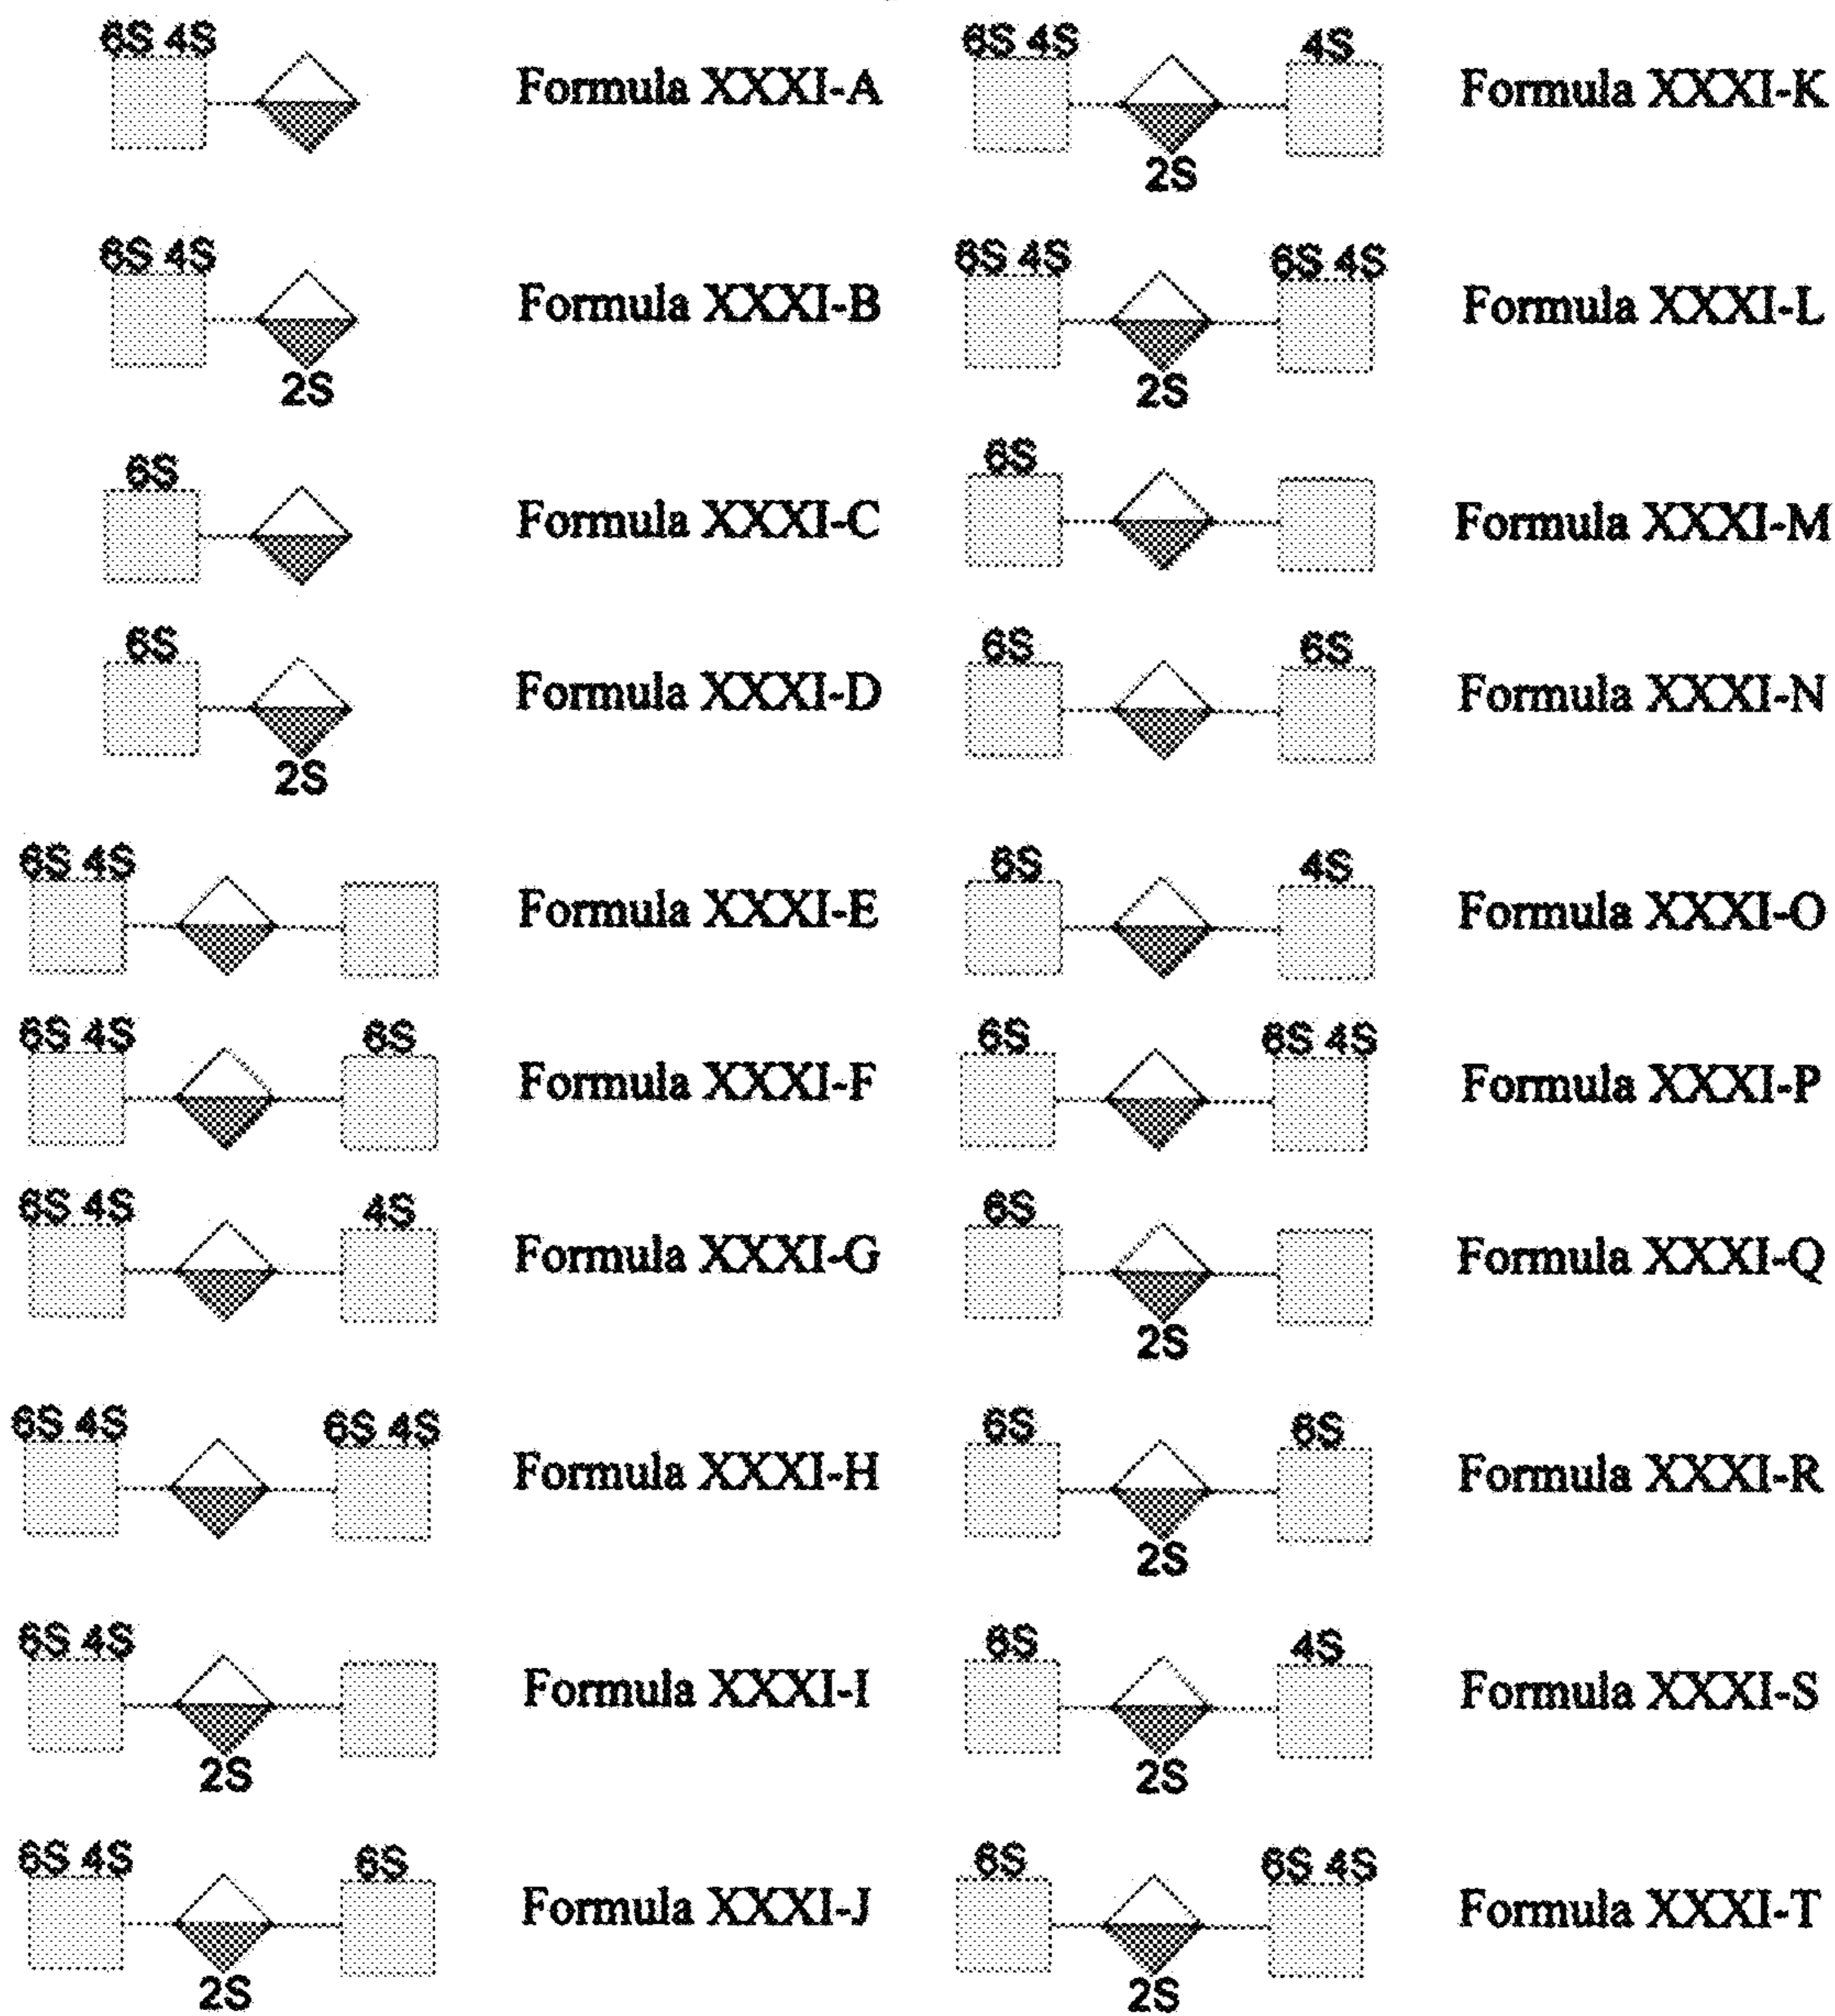 6S 4S
Formula XXXI-A
6S 4S
2S
Formula XXXI-B
6S
Formula XXXI-C
6S
2S
Formula XXXI-D
6S 4S
Formula XXXI-E
6S 4S 6S
Formula XXXI-F
6S 4S 4S
Formula XXXI-G
6S 4S 6S 4S
Formula XXXI-H
6S 4S
2S
Formula XXXI-I
6S 4S 6S
2S
Formula XXXI-J
6S 4S 4S
2S
Formula XXXI-K
6S 4S 6S 4S
2S
Formula XXXI-L
6S
Formula XXXI-M
6S 6S
Formula XXXI-N
6S 4S
Formula XXXI-O
6S 6S 4S
Formula XXXI-P
6S
2S
Formula XXXI-Q
6S 6S
2S
Formula XXXI-R
6S 4S
2S
Formula XXXI-S
6S 6S 4S
2S
Formula XXXI-T